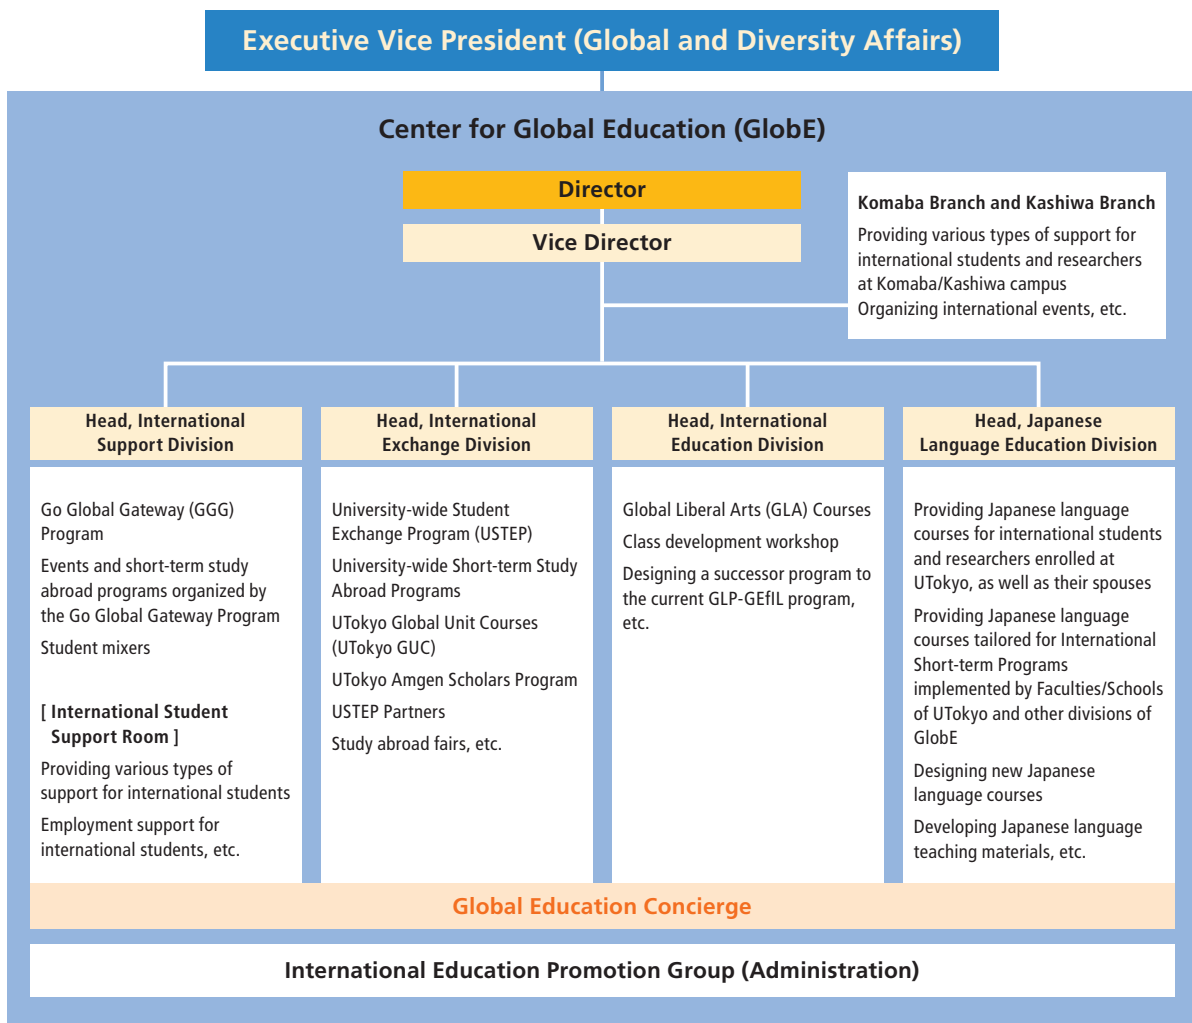 Executive Vice President (Global and Diversity Affairs)
Center for Global Education (GlobE)
Director
Vice Director
Komaba Branch and Kashiwa Branch
Providing various types of support for
international students and researchers
at Komaba/Kashiwa campus
Organizing international events, etc.
Head, International
Support Division
Go Global Gateway (GGG)
Program
Events and short-term study
abroad programs organized by
the Go Global Gateway Program
Student mixers
[ International Student
Support Room ]
Providing various types of
support for international students
Employment support for
international students, etc.
Head, International
Exchange Division
University-wide Student
Exchange Program (USTEP)
University-wide Short-term Study
Abroad Programs
UTokyo Global Unit Courses
(UTokyo GUC)
UTokyo Amgen Scholars Program
USTEP Partners
Study abroad fairs, etc.
Head, International
Education Division
Global Liberal Arts (GLA) Courses
Class development workshop
Designing a successor program to
the current GLP-GEfIL program,
etc.
Head, Japanese
Language Education Division
Providing Japanese language
courses for international students
and researchers enrolled at
UTokyo, as well as their spouses
Providing Japanese language
courses tailored for International
Short-term Programs
implemented by Faculties/Schools
of UTokyo and other divisions of
GlobE
Designing new Japanese
language courses
Developing Japanese language
teaching materials, etc.
Global Education Concierge
International Education Promotion Group (Administration)